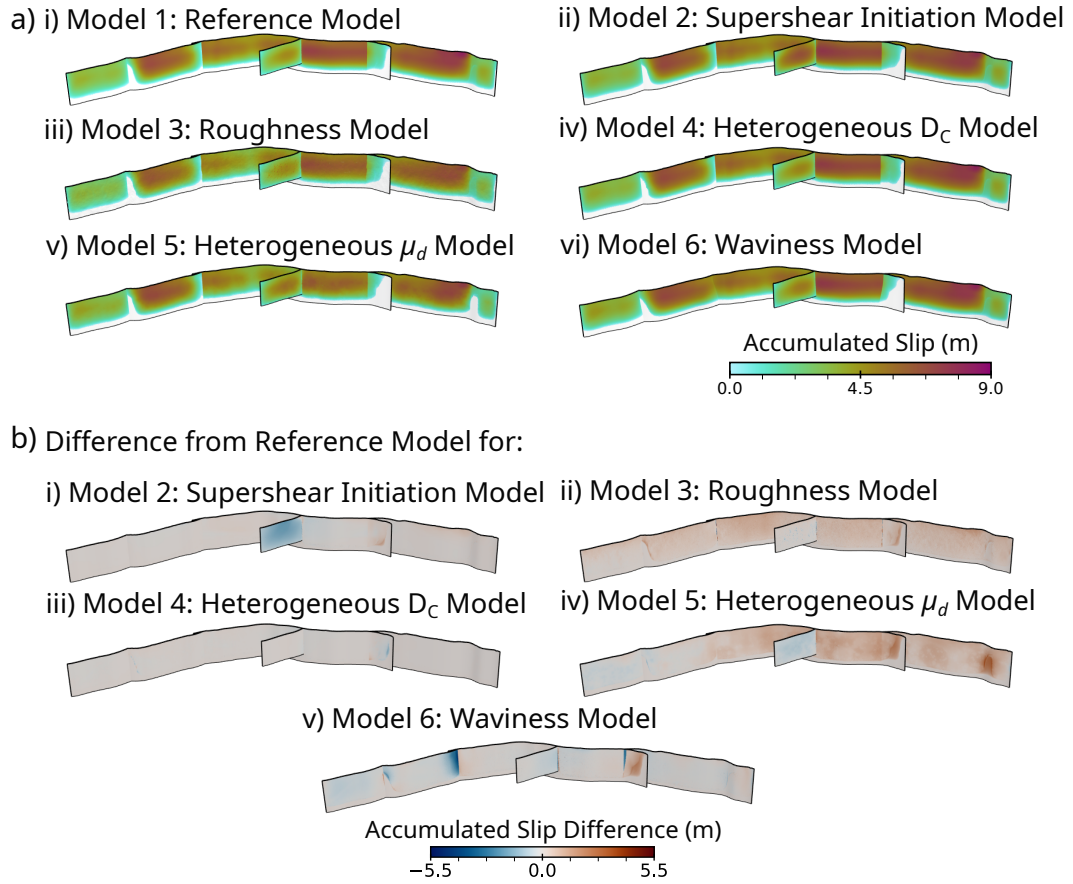 a) i) Model 1: Reference Model
ii) Model 2: Supershear Initiation Model
iii) Model 3: Roughness Model
iv) Model 4: Heterogeneous D_C Model
v) Model 5: Heterogeneous μ_d Model
vi) Model 6: Waviness Model
Accumulated Slip (m)
0.0 4.5 9.0
b) Difference from Reference Model for:
i) Model 2: Supershear Initiation Model
ii) Model 3: Roughness Model
iii) Model 4: Heterogeneous D_C Model
iv) Model 5: Heterogeneous μ_d Model
v) Model 6: Waviness Model
Accumulated Slip Difference (m)
−5.5 0.0 5.5